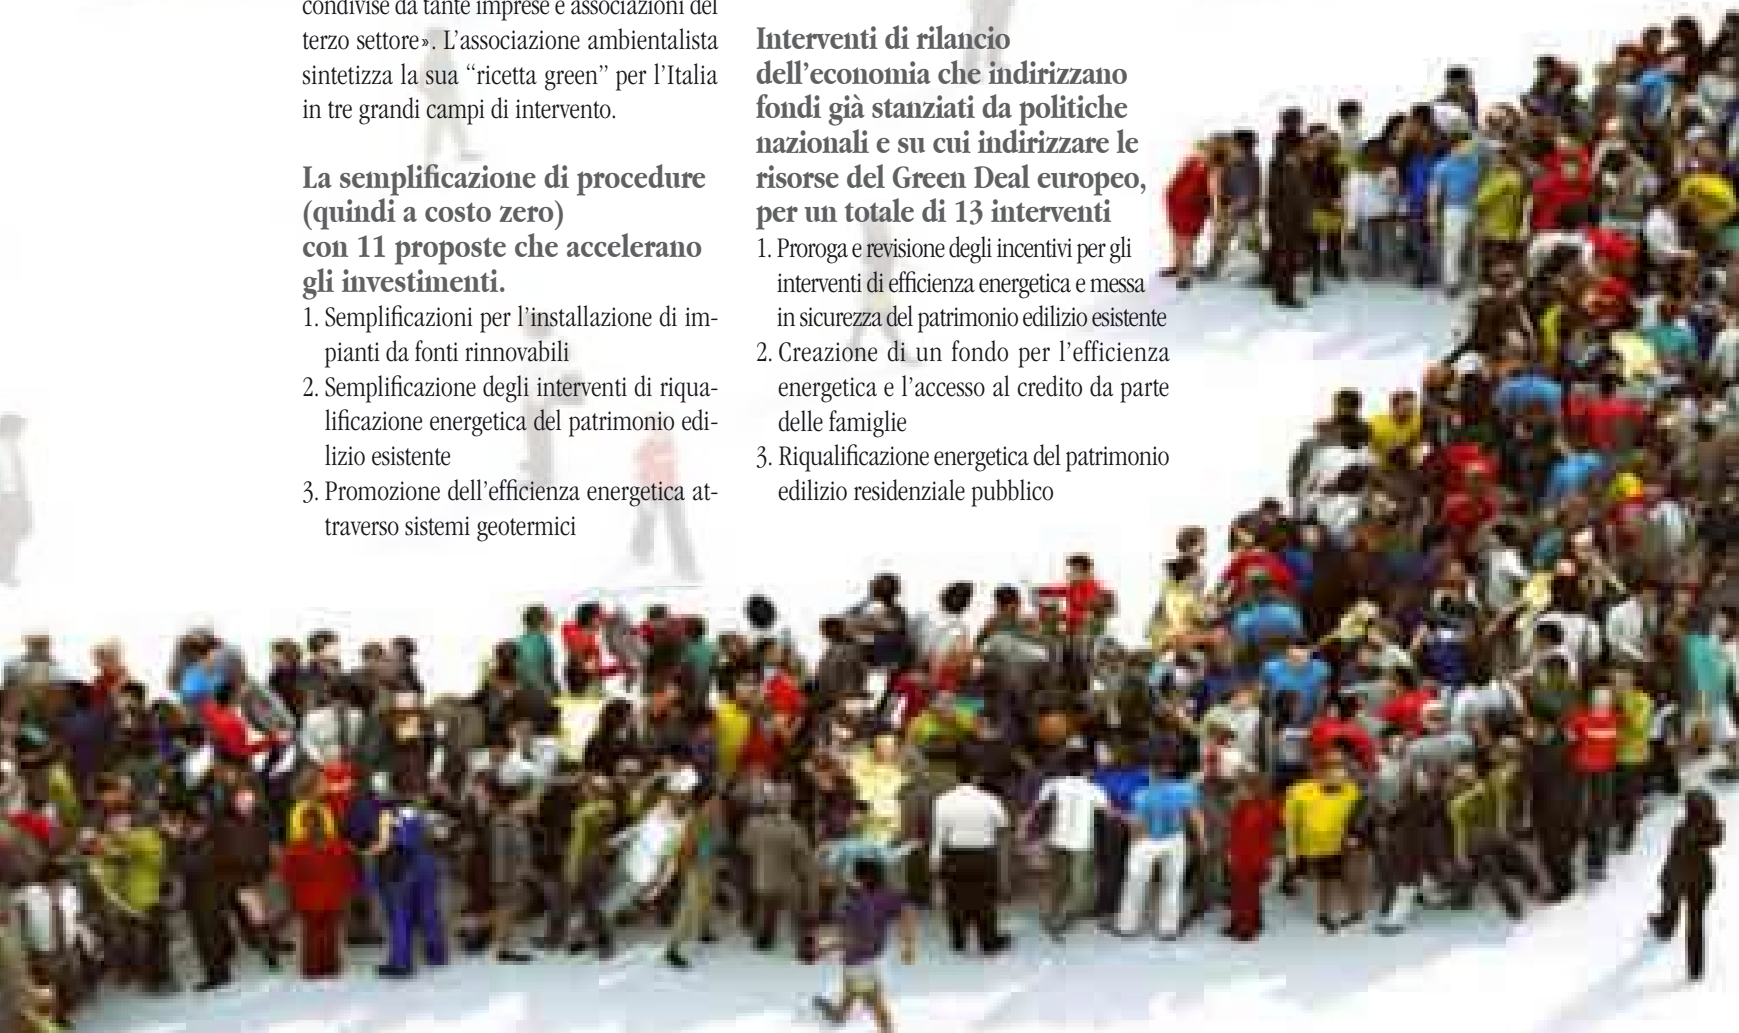 condivise da tante imprese e associazioni del
terzo settore». L’associazione ambientalista
sintetizza la sua “ricetta green” per l’Italia
in tre grandi campi di intervento.
La semplificazione di procedure
(quindi a costo zero)
con 11 proposte che accelerano
gli investimenti.
1. Semplificazioni per l’installazione di im-
pianti da fonti rinnovabili
2. Semplificazione degli interventi di riqua-
lificazione energetica del patrimonio edi-
lizio esistente
3. Promozione dell’efficienza energetica at-
traverso sistemi geotermici
Interventi di rilancio
dell’economia che indirizzano
fondi già stanziati da politiche
nazionali e su cui indirizzare le
risorse del Green Deal europeo,
per un totale di 13 interventi
1. Proroga e revisione degli incentivi per gli
interventi di efficienza energetica e messa
in sicurezza del patrimonio edilizio esistente
2. Creazione di un fondo per l’efficienza
energetica e l’accesso al credito da parte
delle famiglie
3. Riqualificazione energetica del patrimonio
edilizio residenziale pubblico